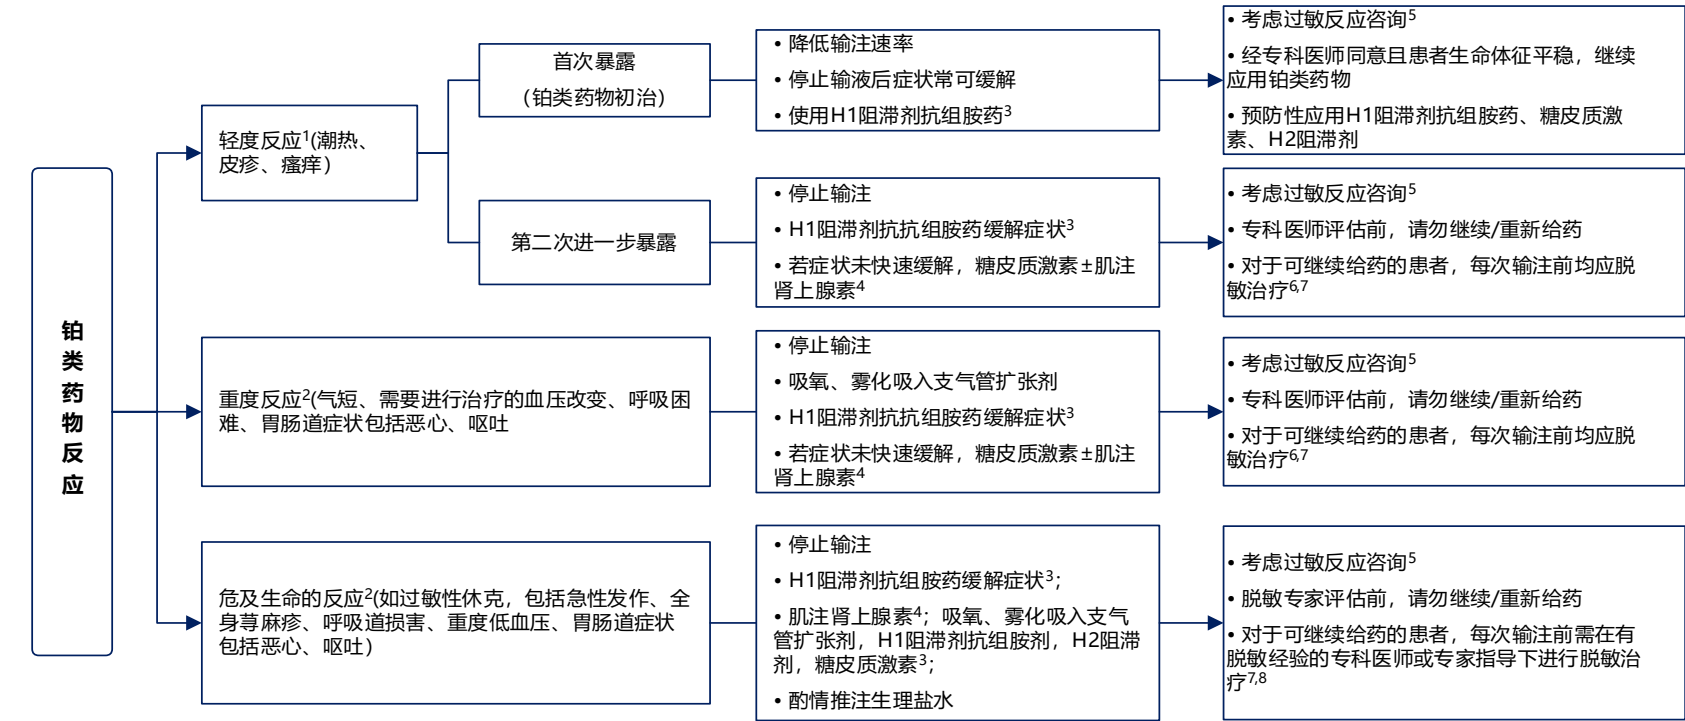 铂类药物反应
轻度反应1(潮热、
皮疹、瘙痒）
首次暴露
（铂类药物初治）
• 降低输注速率
• 停止输液后症状常可缓解
• 使用H1阻滞剂抗组胺药3
• 考虑过敏反应咨询5
• 经专科医师同意且患者生命体征平稳，继续
应用铂类药物
• 预防性应用H1阻滞剂抗组胺药、糖皮质激
素、H2阻滞剂
第二次进一步暴露
• 停止输注
• H1阻滞剂抗抗组胺药缓解症状3
• 若症状未快速缓解，糖皮质激素±肌注
肾上腺素4
• 考虑过敏反应咨询5
• 专科医师评估前，请勿继续/重新给药
• 对于可继续给药的患者，每次输注前均应脱
敏治疗6,7
重度反应2(气短、需要进行治疗的血压改变、呼吸困
难、胃肠道症状包括恶心、呕吐
• 停止输注
• 吸氧、雾化吸入支气管扩张剂
• H1阻滞剂抗抗组胺药缓解症状3
• 若症状未快速缓解，糖皮质激素±肌注
肾上腺素4
• 考虑过敏反应咨询5
• 专科医师评估前，请勿继续/重新给药
• 对于可继续给药的患者，每次输注前均应脱
敏治疗6,7
危及生命的反应2(如过敏性休克，包括急性发作、全
身荨麻疹、呼吸道损害、重度低血压、胃肠道症状
包括恶心、呕吐）
• 停止输注
• H1阻滞剂抗组胺药缓解症状3；
• 肌注肾上腺素4；吸氧、雾化吸入支气
管扩张剂，H1阻滞剂抗组胺剂，H2阻滞
剂，糖皮质激素3；
• 酌情推注生理盐水
• 考虑过敏反应咨询5
• 脱敏专家评估前，请勿继续/重新给药
• 对于可继续给药的患者，每次输注前需在有
脱敏经验的专科医师或专家指导下进行脱敏治
疗7,8